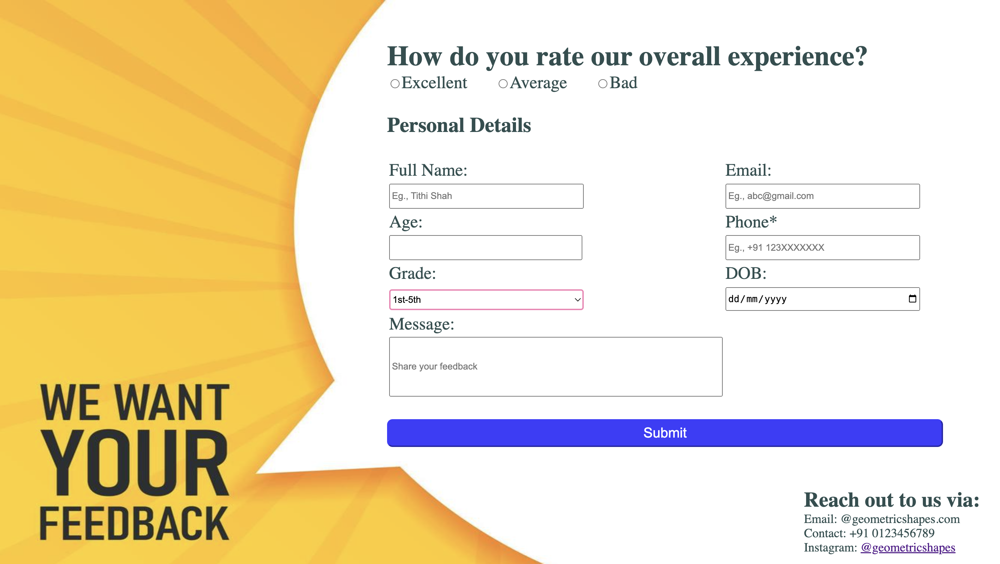 How do you rate our overall experience?
Excellent Average Bad
Personal Details
Full Name: Email:
Eg., Tithi Shah Eg., abc@gmail.com
Age: Phone*
Eg., +91 123XXXXXXX
Grade: DOB:
1st-5th dd/mm/yyyy
Message:
Share your feedback
Submit
WE WANT
YOUR
FEEDBACK
Reach out to us via:
Email: @geometricshapes.com
Contact: +91 0123456789
Instagram: @geometricshapes